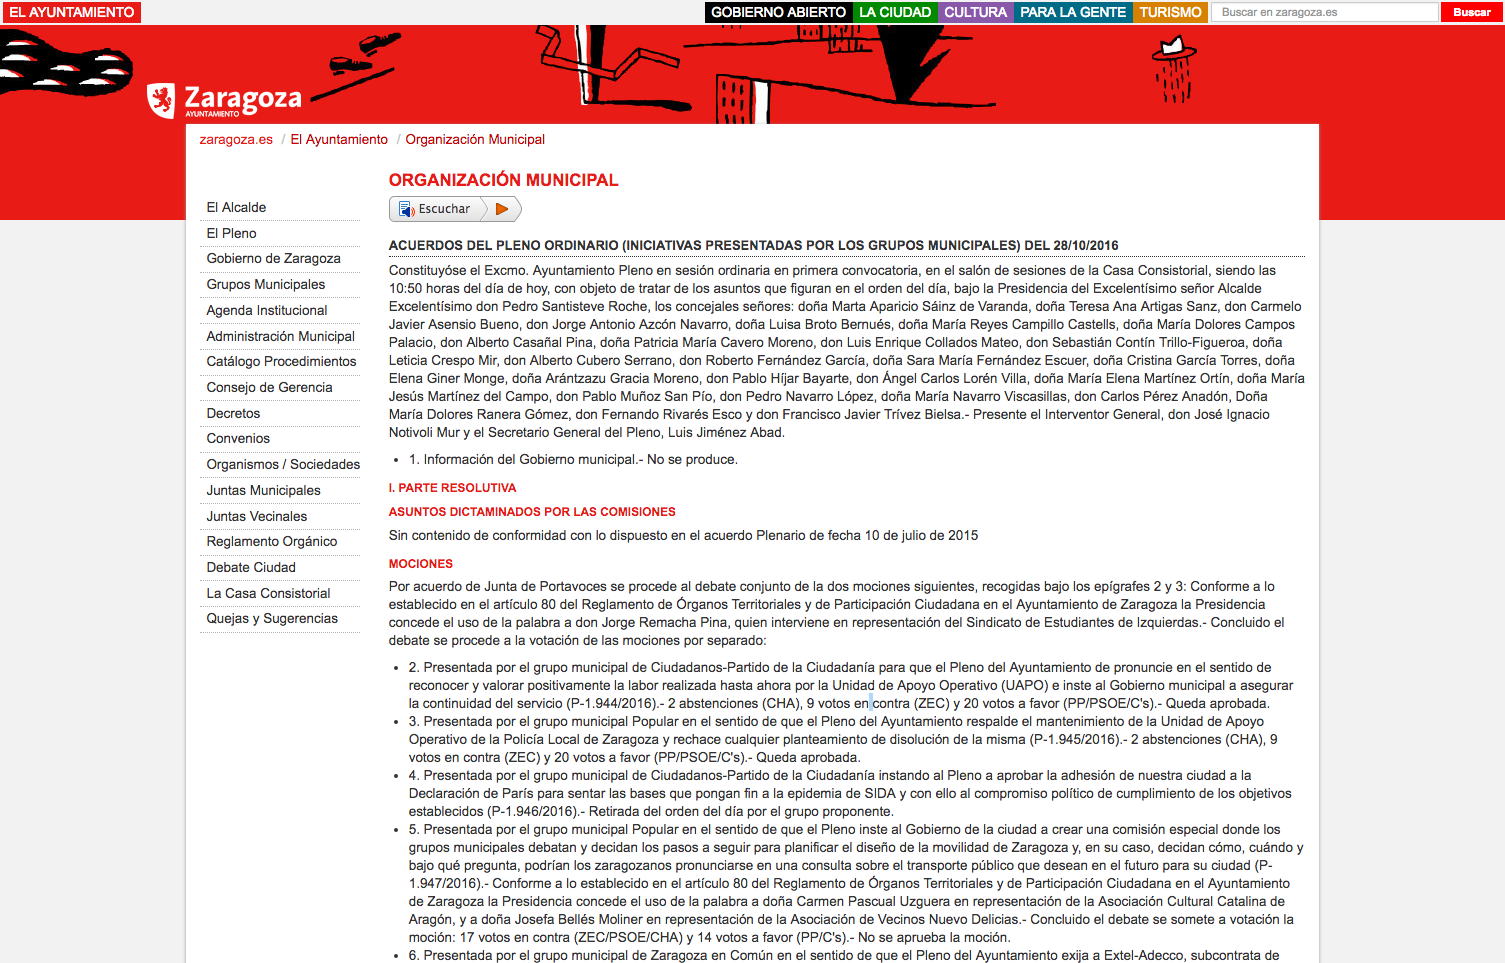 EL AYUNTAMIENTO
GOBIERNO ABIERTO LA CIUDAD CULTURA PARA LA GENTE TURISMO Buscar en zaragoza.es Buscar
Zaragoza
AYUNTAMIENTO
zaragoza.es / El Ayuntamiento / Organización Municipal
El Alcalde
El Pleno
Gobierno de Zaragoza
Grupos Municipales
Agenda Institucional
Administración Municipal
Catálogo Procedimientos
Consejo de Gerencia
Decretos
Convenios
Organismos / Sociedades
Juntas Municipales
Juntas Vecinales
Reglamento Orgánico
Debate Ciudad
La Casa Consistorial
Quejas y Sugerencias
ORGANIZACIÓN MUNICIPAL
Escuchar
ACUERDOS DEL PLENO ORDINARIO (INICIATIVAS PRESENTADAS POR LOS GRUPOS MUNICIPALES) DEL 28/10/2016
Constituyóse el Excmo. Ayuntamiento Pleno en sesión ordinaria en primera convocatoria, en el salón de sesiones de la Casa Consistorial, siendo las
10:50 horas del día de hoy, con objeto de tratar de los asuntos que figuran en el orden del día, bajo la Presidencia del Excelentísimo señor Alcalde
Excelentísimo don Pedro Santisteve Roche, los concejales señores: doña Marta Aparicio Sáinz de Varanda, doña Teresa Ana Artigas Sanz, don Carmelo
Javier Asensio Bueno, don Jorge Antonio Azcón Navarro, doña Luisa Broto Bernués, doña María Reyes Campillo Castells, doña María Dolores Campos
Palacio, don Alberto Casañal Pina, doña Patricia María Cavero Moreno, don Luis Enrique Collados Mateo, don Sebastián Contín Trillo-Figueroa, doña
Leticia Crespo Mir, don Alberto Cubero Serrano, don Roberto Fernández García, doña Sara María Fernández Escuer, doña Cristina García Torres, doña
Elena Giner Monge, doña Arántzazu Gracia Moreno, don Pablo Híjar Bayarte, don Ángel Carlos Lorén Villa, doña María Elena Martínez Ortín, doña María
Jesús Martínez del Campo, don Pablo Muñoz San Pío, don Pedro Navarro López, doña María Navarro Viscasillas, don Carlos Pérez Anadón, Doña
María Dolores Ranera Gómez, don Fernando Rivarés Esco y don Francisco Javier Trívez Bielsa.- Presente el Interventor General, don José Ignacio
Notivoli Mur y el Secretario General del Pleno, Luis Jiménez Abad.
• 1. Información del Gobierno municipal.- No se produce.
I. PARTE RESOLUTIVA
ASUNTOS DICTAMINADOS POR LAS COMISIONES
Sin contenido de conformidad con lo dispuesto en el acuerdo Plenario de fecha 10 de julio de 2015
MOCIONES
Por acuerdo de Junta de Portavoces se procede al debate conjunto de la dos mociones siguientes, recogidas bajo los epígrafes 2 y 3: Conforme a lo
establecido en el artículo 80 del Reglamento de Órganos Territoriales y de Participación Ciudadana en el Ayuntamiento de Zaragoza la Presidencia
concede el uso de la palabra a don Jorge Remacha Pina, quien interviene en representación del Sindicato de Estudiantes de Izquierdas.- Concluido el
debate se procede a la votación de las mociones por separado:
• 2. Presentada por el grupo municipal de Ciudadanos-Partido de la Ciudadanía para que el Pleno del Ayuntamiento de pronuncie en el sentido de
reconocer y valorar positivamente la labor realizada hasta ahora por la Unidad de Apoyo Operativo (UAPO) e inste al Gobierno municipal a asegurar
la continuidad del servicio (P-1.944/2016).- 2 abstenciones (CHA), 9 votos en contra (ZEC) y 20 votos a favor (PP/PSOE/C's).- Queda aprobada.
• 3. Presentada por el grupo municipal Popular en el sentido de que el Pleno del Ayuntamiento respalde el mantenimiento de la Unidad de Apoyo
Operativo de la Policía Local de Zaragoza y rechace cualquier planteamiento de disolución de la misma (P-1.945/2016).- 2 abstenciones (CHA), 9
votos en contra (ZEC) y 20 votos a favor (PP/PSOE/C's).- Queda aprobada.
• 4. Presentada por el grupo municipal de Ciudadanos-Partido de la Ciudadanía instando al Pleno a aprobar la adhesión de nuestra ciudad a la
Declaración de París para sentar las bases que pongan fin a la epidemia de SIDA y con ello al compromiso político de cumplimiento de los objetivos
establecidos (P-1.946/2016).- Retirada del orden del día por el grupo proponente.
• 5. Presentada por el grupo municipal Popular en el sentido de que el Pleno inste al Gobierno de la ciudad a crear una comisión especial donde los
grupos municipales debatan y decidan los pasos a seguir para planificar el diseño de la movilidad de Zaragoza y, en su caso, decidan cómo, cuándo y
bajo qué pregunta, podrían los zaragozanos pronunciarse en una consulta sobre el transporte público que desean en el futuro para su ciudad (P-
1.947/2016).- Conforme a lo establecido en el artículo 80 del Reglamento de Órganos Territoriales y de Participación Ciudadana en el Ayuntamiento
de Zaragoza la Presidencia concede el uso de la palabra a doña Carmen Pascual Uzguera en representación de la Asociación Cultural Catalina de
Aragón, y a doña Josefa Bellés Moliner en representación de la Asociación de Vecinos Nuevo Delicias.- Concluido el debate se somete a votación la
moción: 17 votos en contra (ZEC/PSOE/CHA) y 14 votos a favor (PP/C's).- No se aprueba la moción.
• 6. Presentada por el grupo municipal de Zaragoza en Común en el sentido de que el Pleno del Ayuntamiento exija a Extel-Adecco, subcontrata de